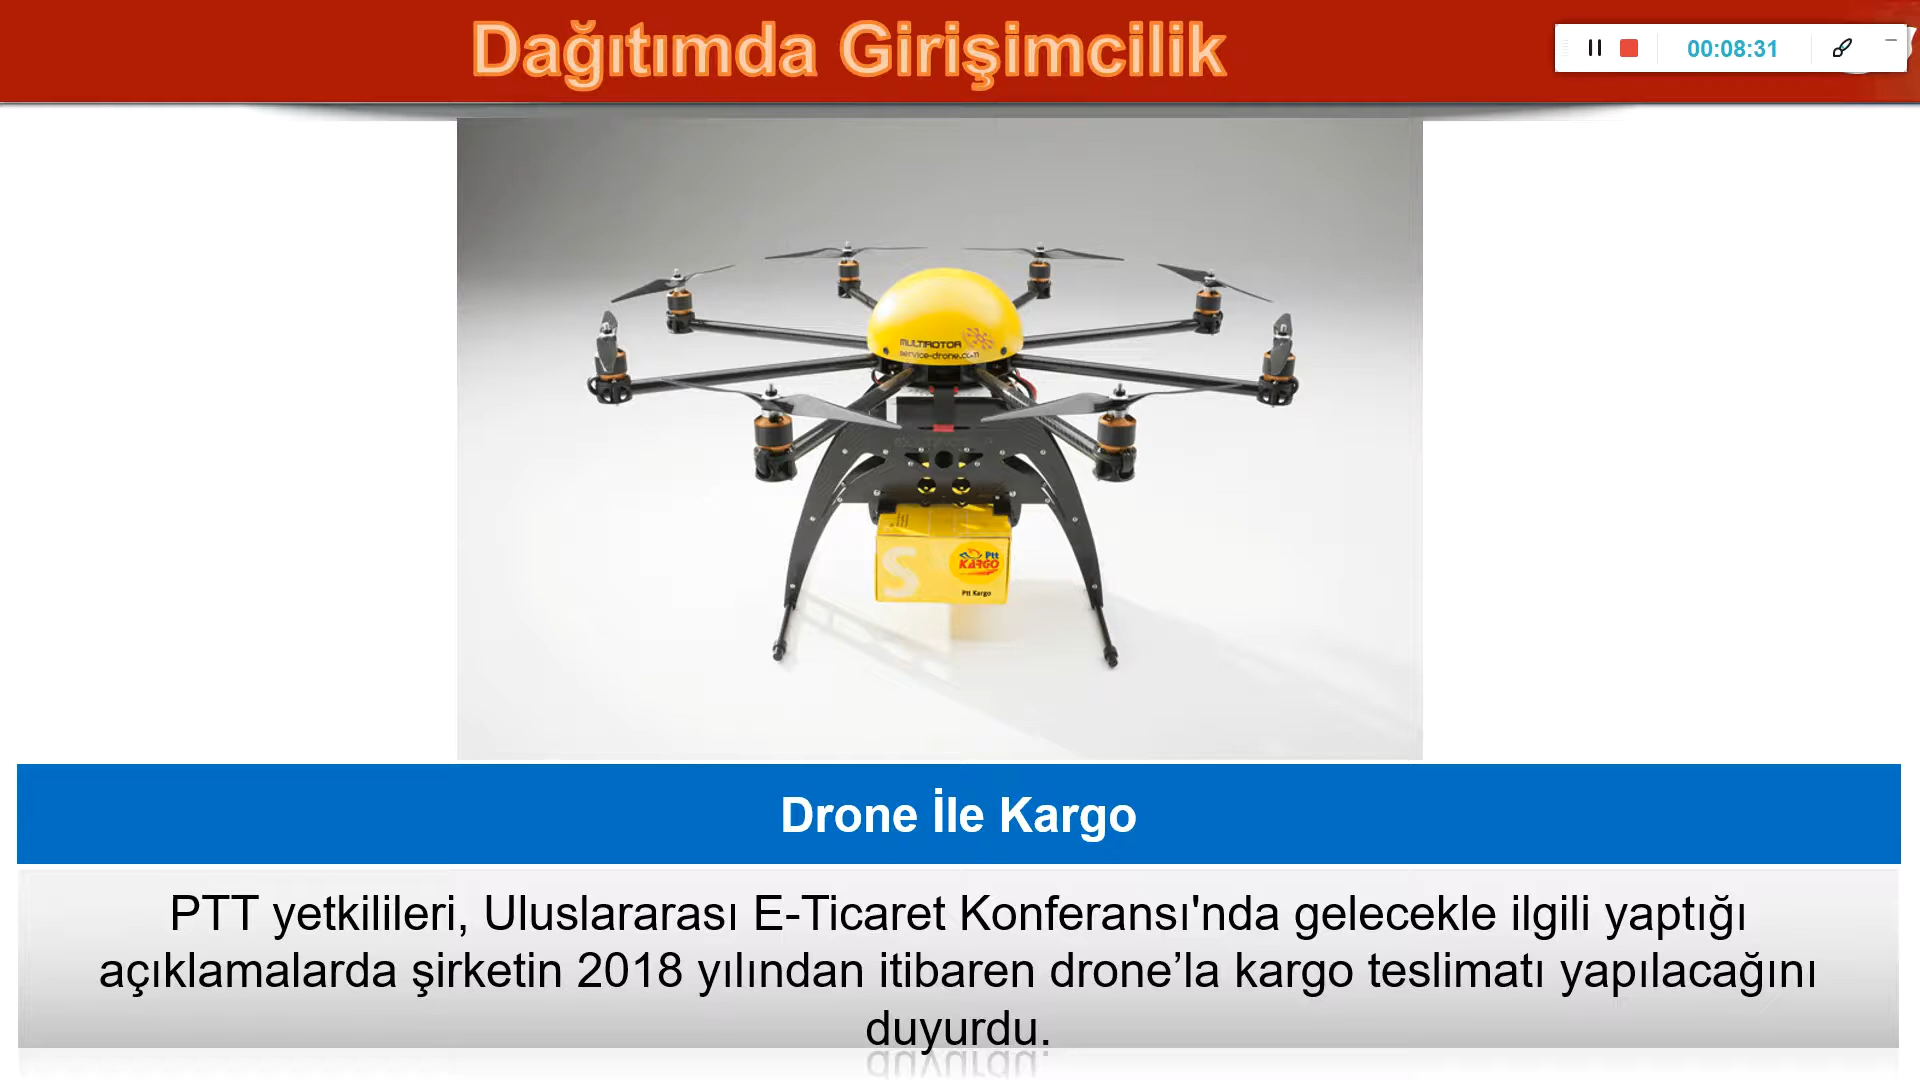 Dağıtımda Girişimcilik
00:08:31
MULTIROTOR
service-drone.com
S
Ptt
KARGO
Ptt Kargo
Drone İle Kargo
PTT yetkilileri, Uluslararası E-Ticaret Konferansı'nda gelecekle ilgili yaptığı
açıklamalarda şirketin 2018 yılından itibaren drone’la kargo teslimatı yapılacağını
duyurdu.